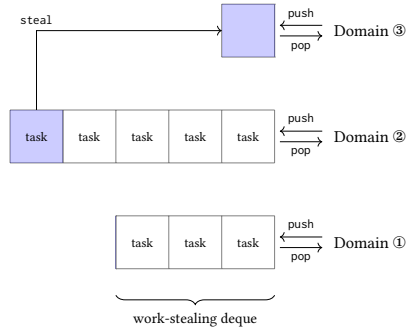 steal
push
pop
Domain ③
task task task task task
push
pop
Domain ②
task task task
push
pop
Domain ①
work-stealing deque